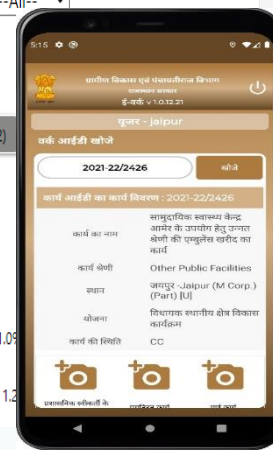 --All--
5:15
ग्रामीण विकास एवं पंचायतीराज विभाग
राजस्थान सरकार
ई-वर्क v 1.0.12.21
यूजर - jaipur
वर्क आईडी खोजे
2021-22/2426
खोजे
कार्य आईडी का कार्य विवरण : 2021-22/2426
कार्य का नाम
सामुदायिक स्वास्थ्य केन्द्र
आमेर के उपयोग हेतु उन्नत
श्रेणी की एम्बुलेंस खरीद का
कार्य
कार्य श्रेणी
Other Public Facilities
स्थान
जयपुर -Jaipur (M Corp.)
(Part) [U]
योजना
विधायक स्थानीय क्षेत्र विकास
कार्यक्रम
कार्य की स्थिति
CC
प्रशासनिक स्वीकृती के